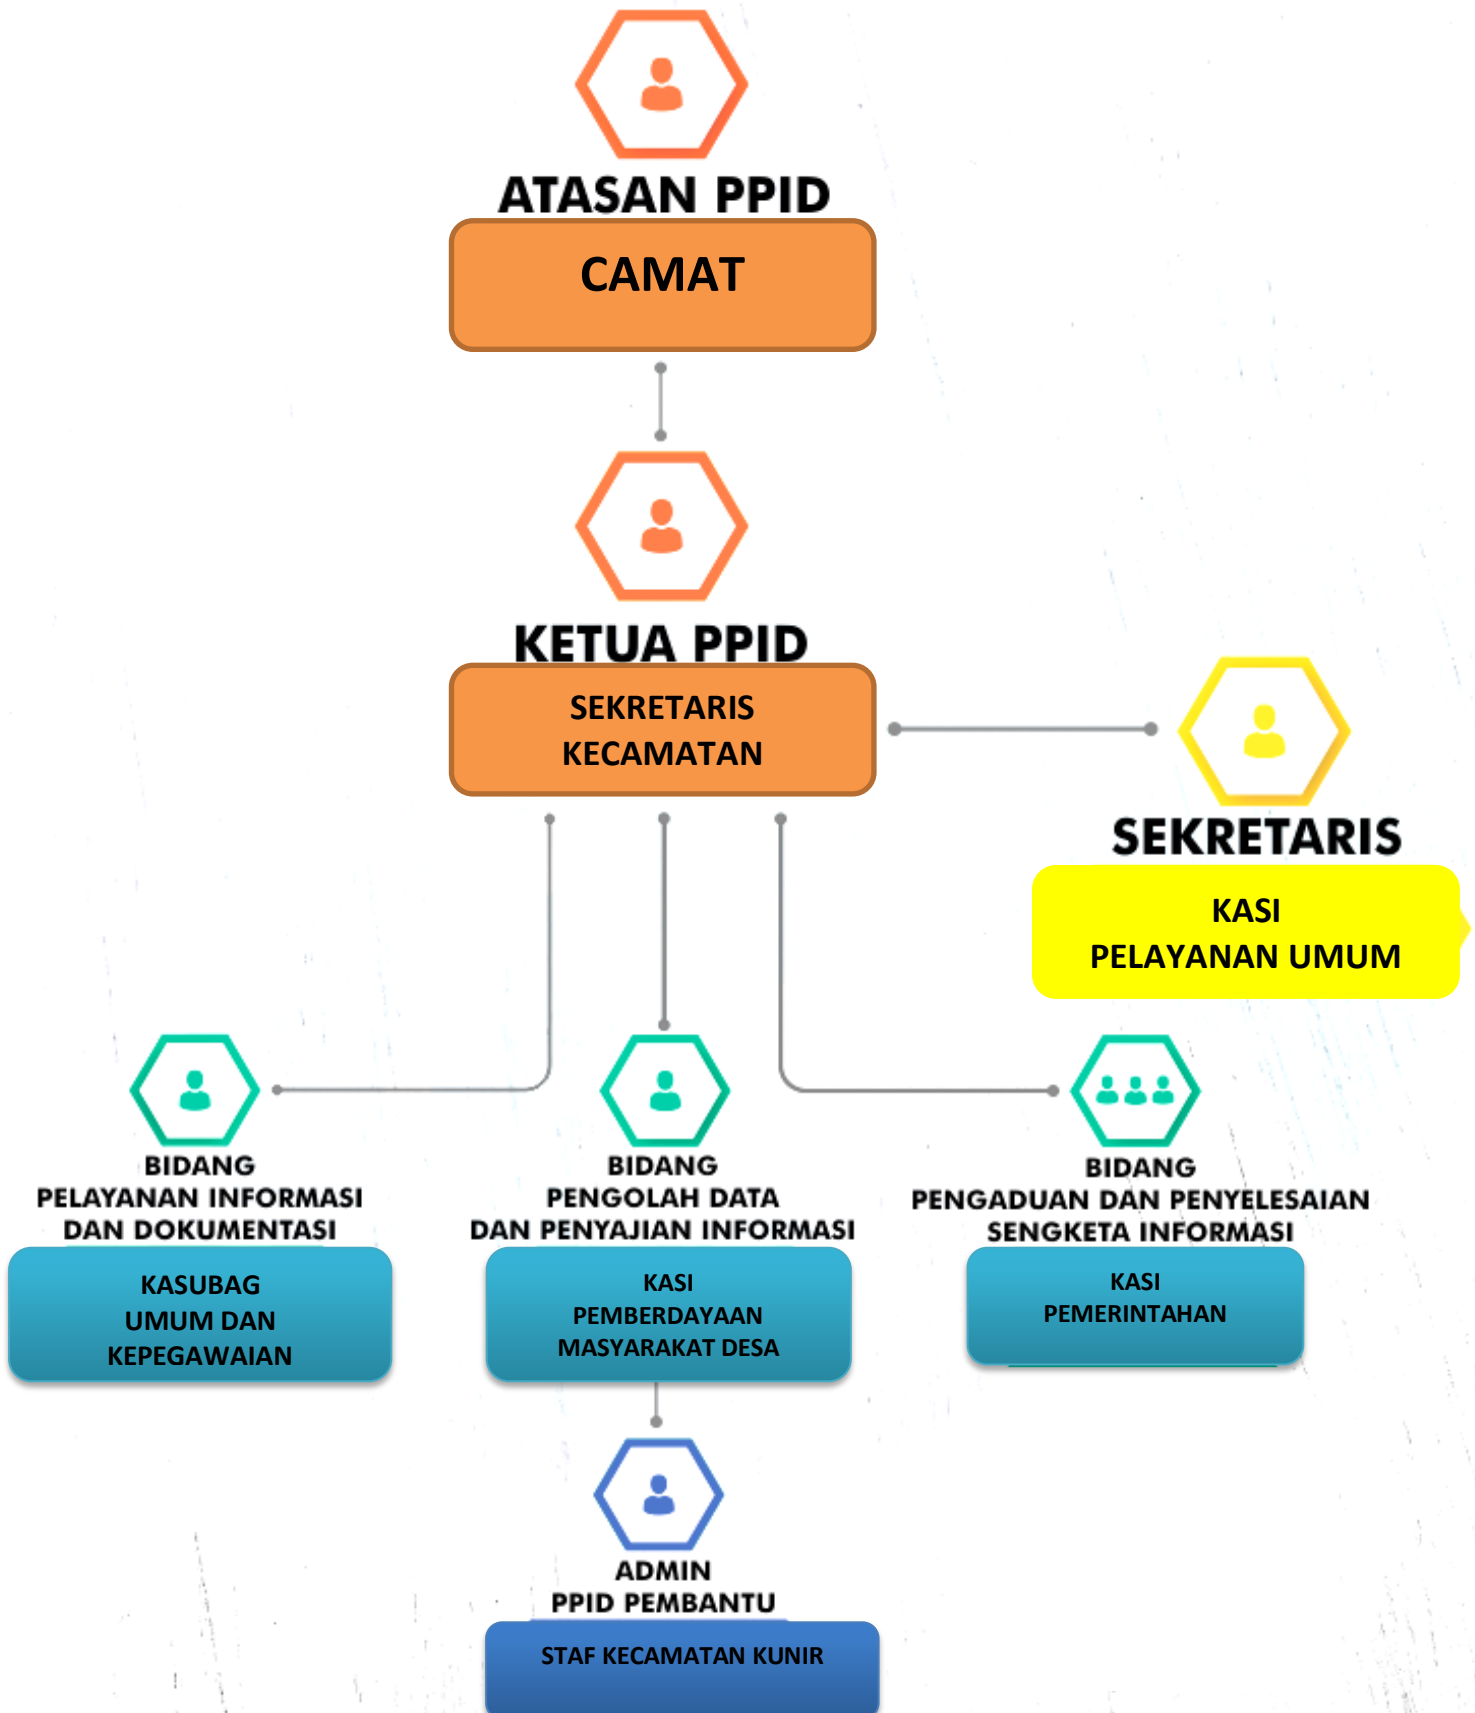 ATASAN PPID
CAMAT
KETUA PPID
SEKRETARIS
KECAMATAN
SEKRETARIS
KASI
PELAYANAN UMUM
BIDANG
PELAYANAN INFORMASI
DAN DOKUMENTASI
KASUBAG
UMUM DAN
KEPEGAWAIAN
BIDANG
PENGOLAH DATA
DAN PENYAJIAN INFORMASI
KASI
PEMBERDAYAAN
MASYARAKAT DESA
BIDANG
PENGADUAN DAN PENYELESAIAN
SENGKETA INFORMASI
KASI
PEMERINTAHAN
ADMIN
PPID PEMBANTU
STAF KECAMATAN KUNIR